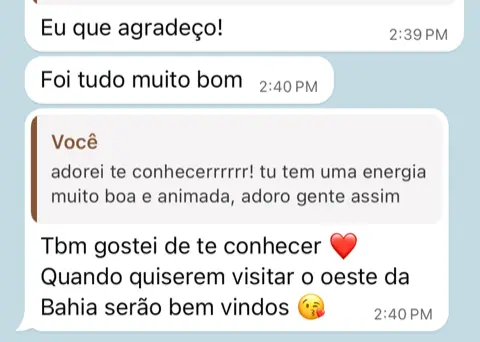 Eu que agradeço!
2:39 PM
Foi tudo muito bom
2:40 PM
Você
adorei te conhecerrrrrr! tu tem uma energia
muito boa e animada, adoro gente assim
Tbm gostei de te conhecer ❤️
Quando quiserem visitar o oeste da
Bahia serão bem vindos 😘
2:40 PM